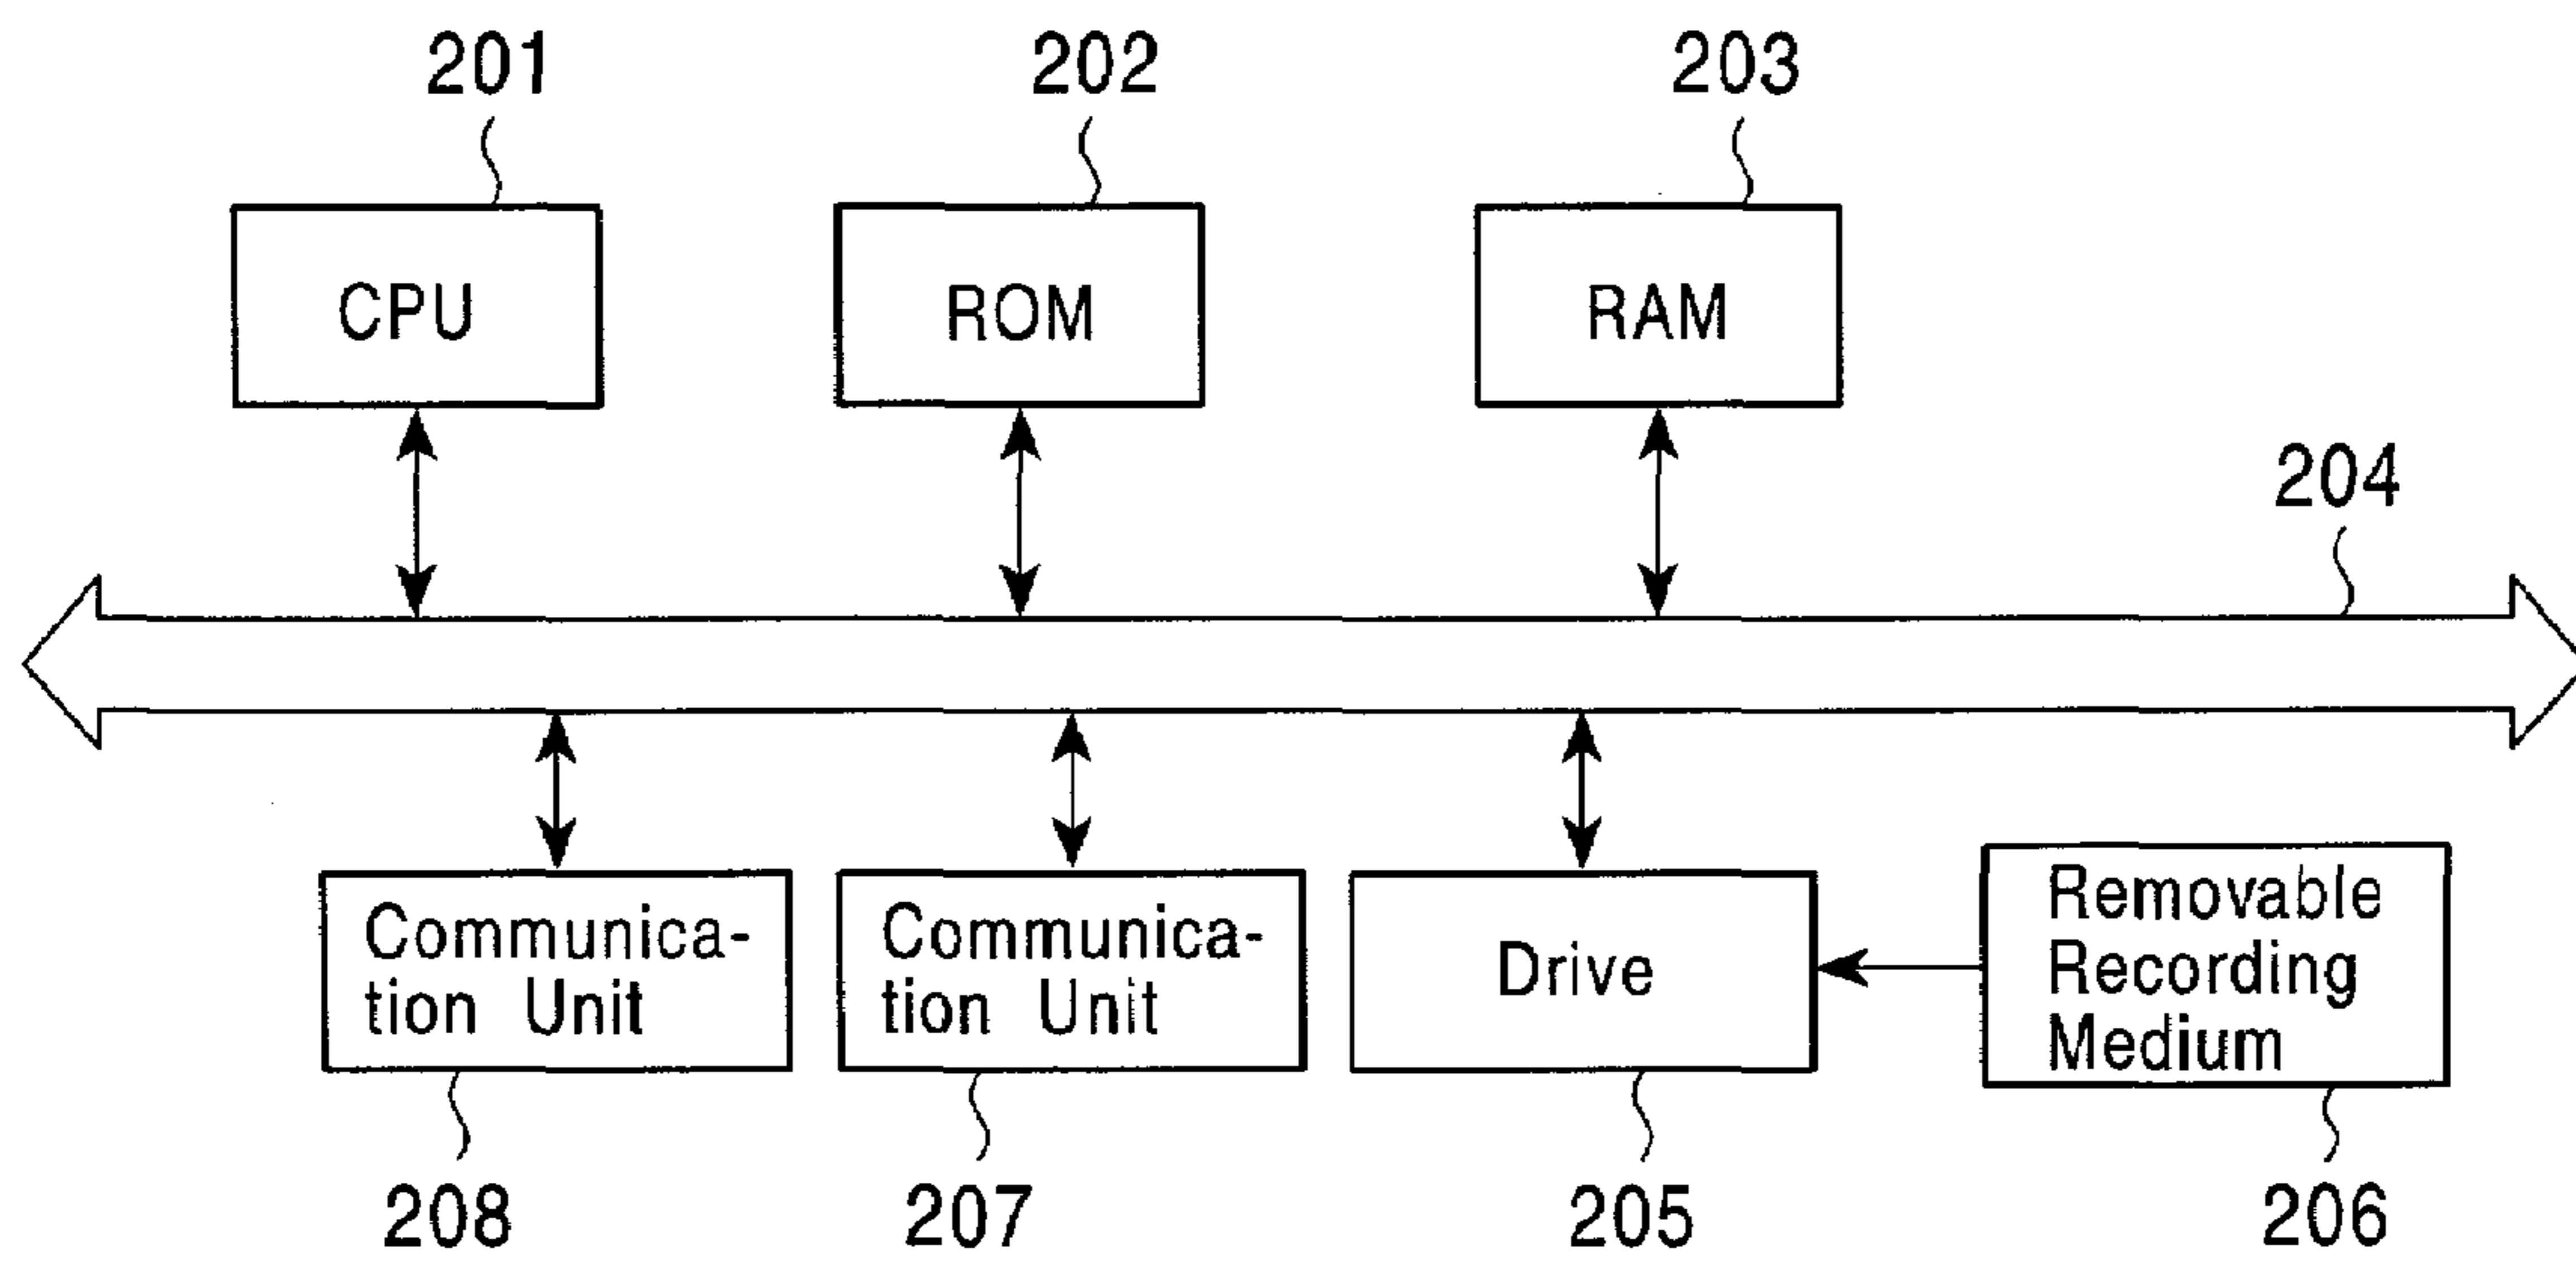 201
202
203
CPU
ROM
RAM
204
Communica-
tion Unit
Communica-
tion Unit
Drive
Removable
Recording
Medium
208
207
205
206